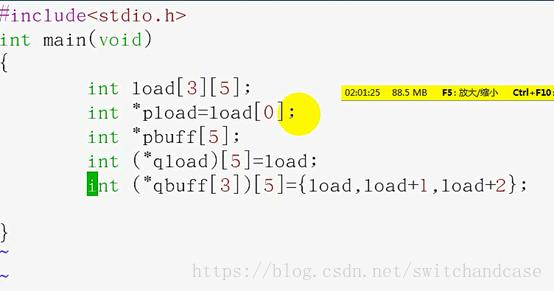 #include<stdio.h>
int main(void)
{
int load[3][5];
int *pload=load[0];
02:01:25 88.5 MB F5: 放大/缩小 Ctrl+F10:
int *pbuff[5];
int (*qload)[5]=load;
int (*qbuff[3])[5]={load,load+1,load+2};
}
~
~
https://blog.csdn.net/switchandcase